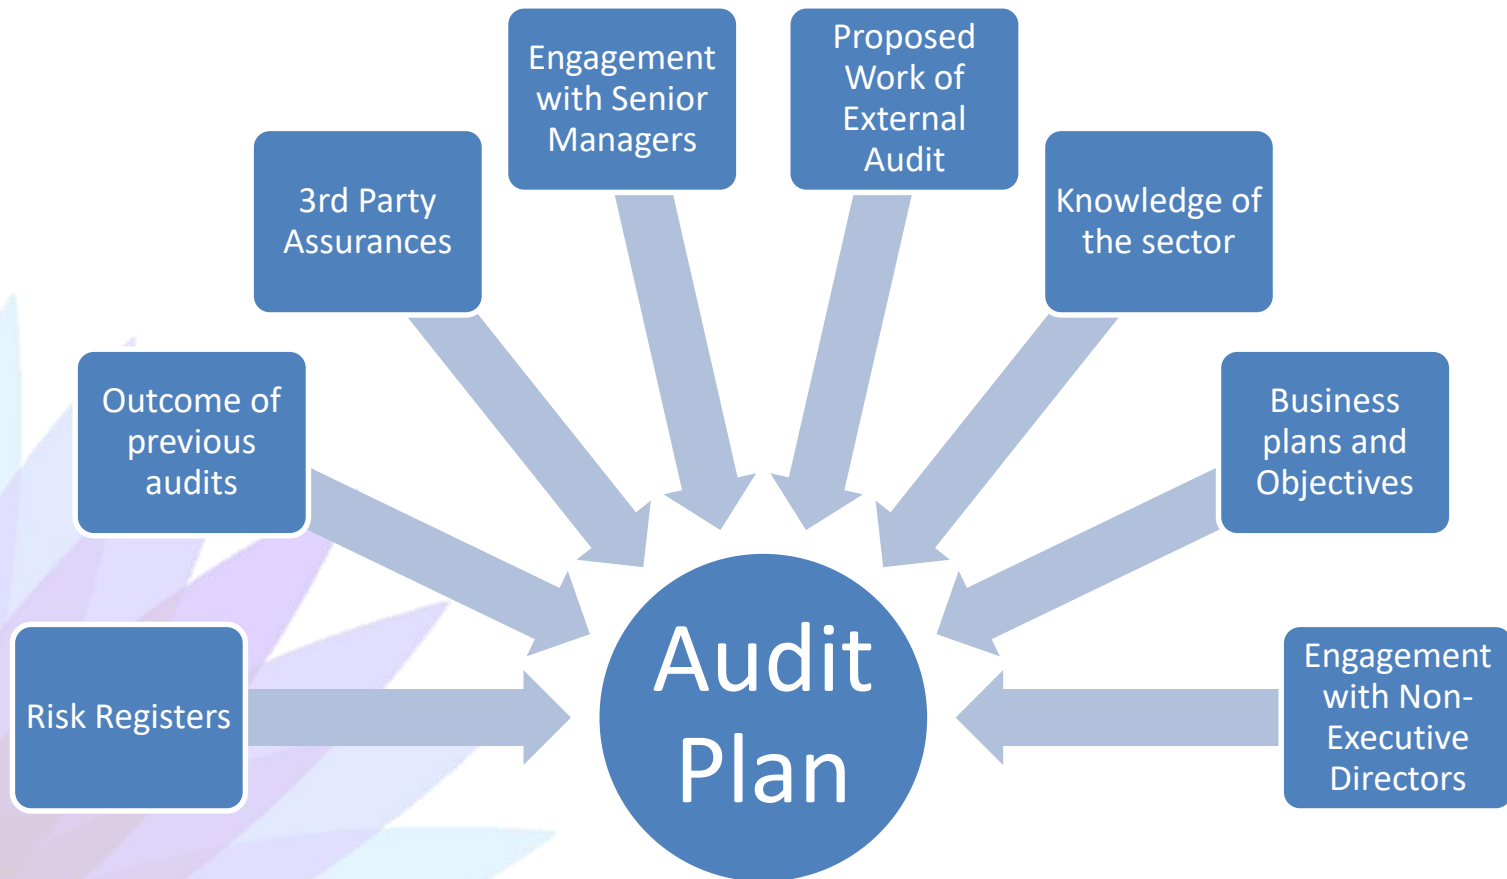 Engagement
with Senior
Managers
Proposed
Work of
External
Audit
3rd Party
Assurances
Knowledge of
the sector
Outcome of
previous
audits
Business
plans and
Objectives
Risk Registers
Audit
Plan
Engagement
with Non-
Executive
Directors